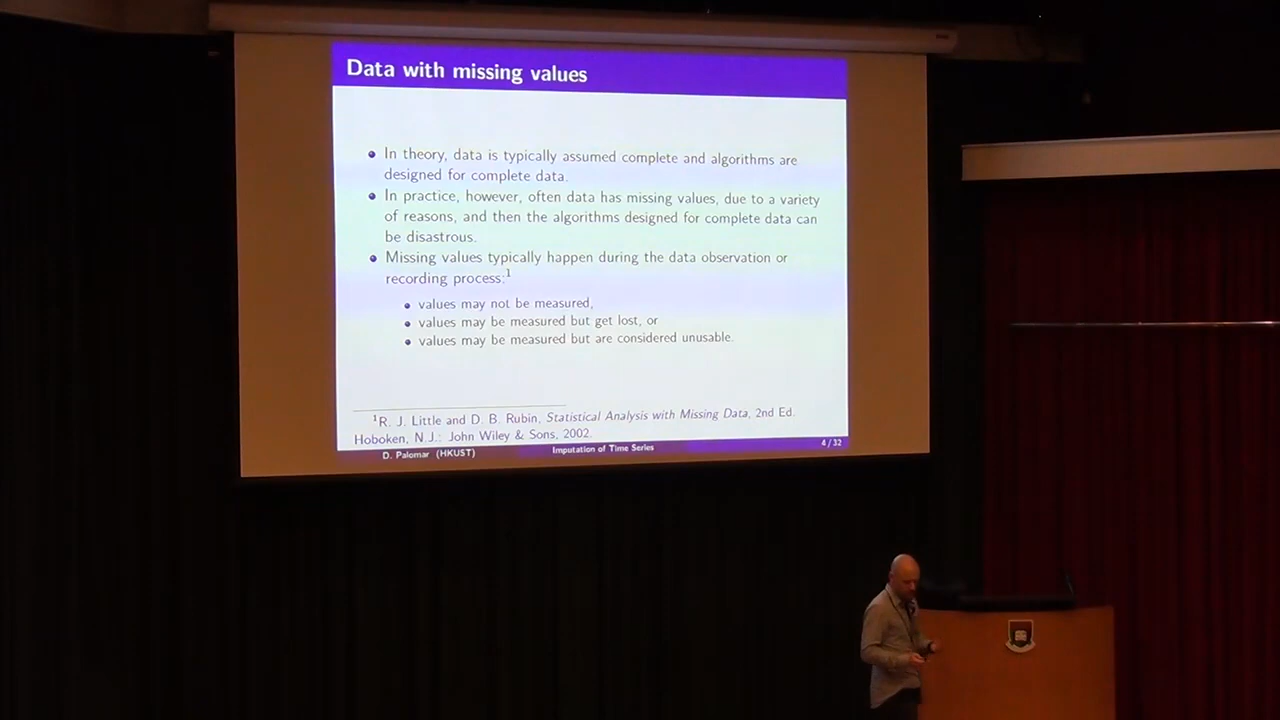 Data with missing values
In theory, data is typically assumed complete and algorithms are
designed for complete data.
In practice, however, often data has missing values, due to a variety
of reasons, and then the algorithms designed for complete data can
be disastrous.
Missing values typically happen during the data observation or
recording process:1
values may not be measured,
values may be measured but get lost, or
values may be measured but are considered unusable.
1R. J. Little and D. B. Rubin, Statistical Analysis with Missing Data, 2nd Ed.
Hoboken, N.J.: John Wiley & Sons, 2002.
D. Palomar (HKUST) Imputation of Time Series 4 / 32